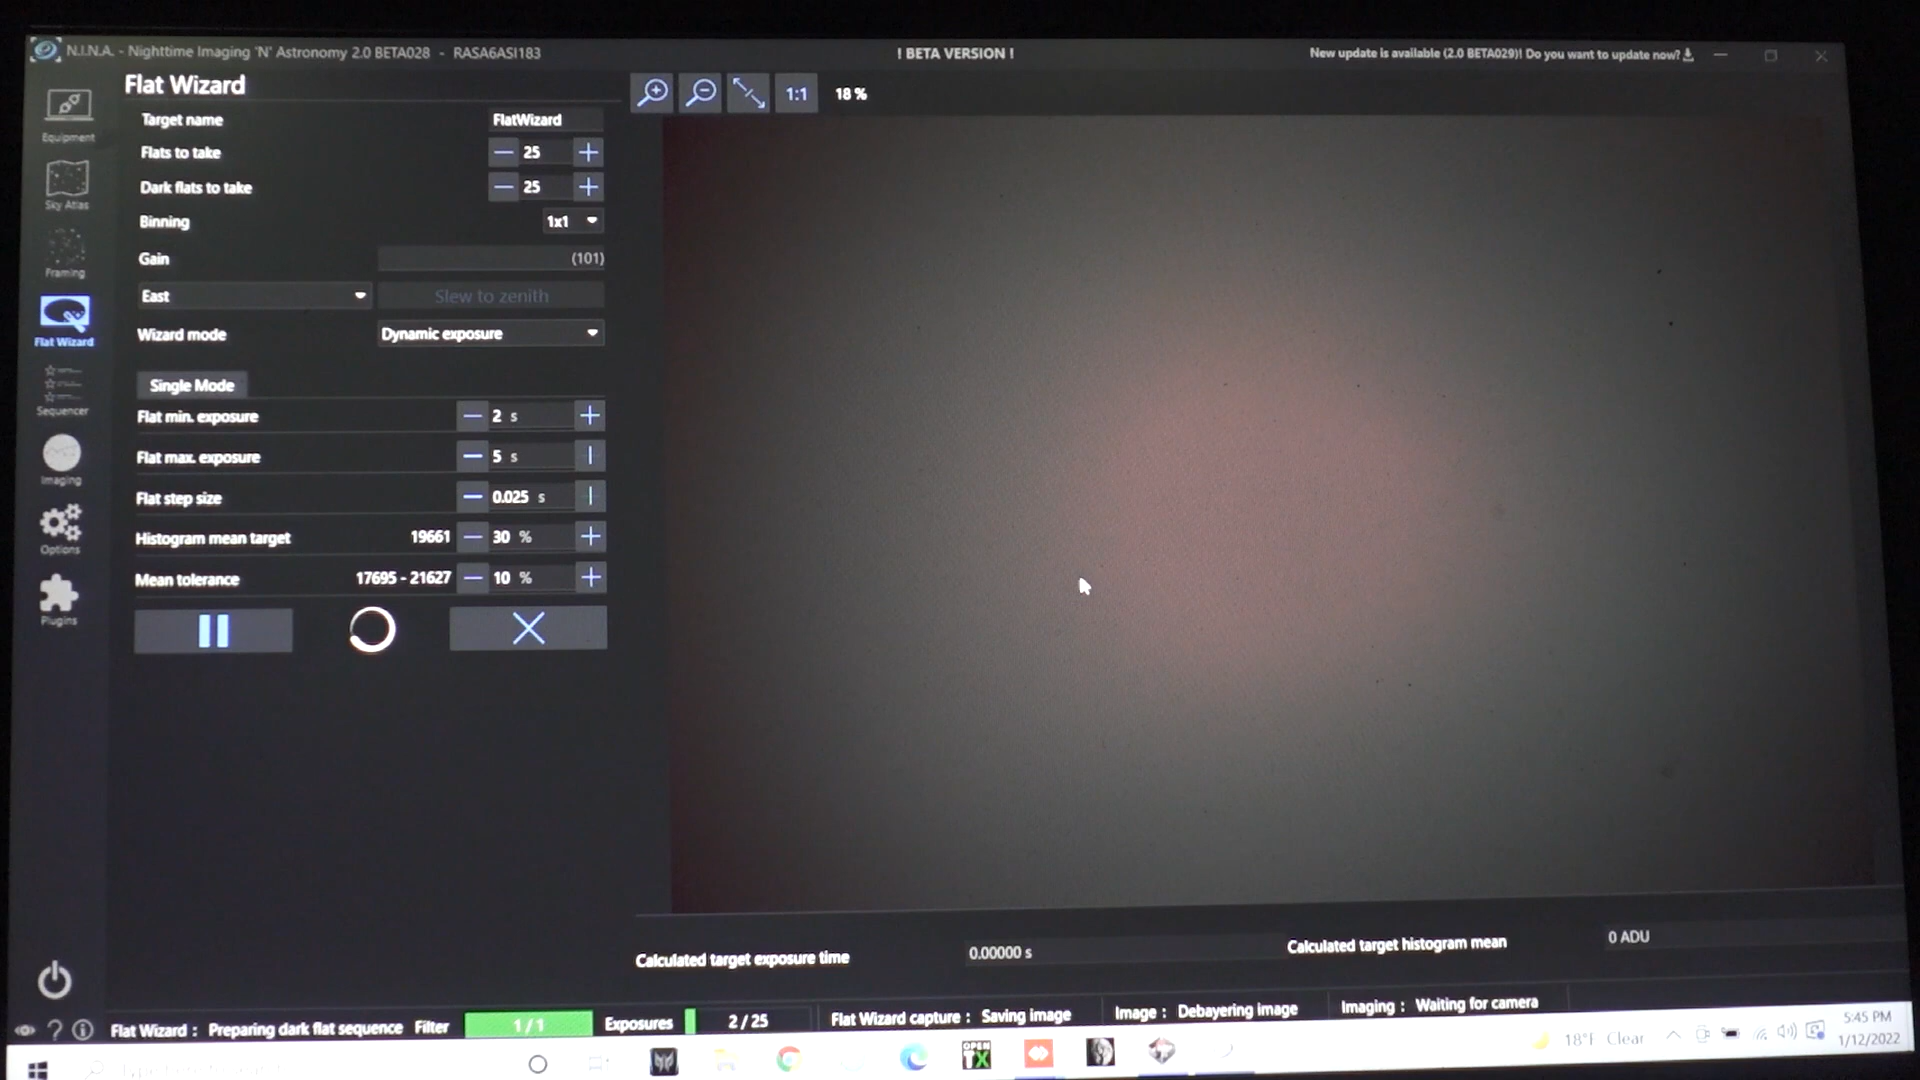 N.I.N.A. - Nighttime Imaging 'N' Astronomy 2.0 BETA028 - RASA6ASI183
! BETA VERSION !
New update is available (2.0 BETA029)! Do you want to update now?
Flat Wizard
1:1
18 %
Equipment
Sky Atlas
Framing
Flat Wizard
Sequencer
Imaging
Options
Plugins
Target name FlatWizard
Flats to take 25
Dark flats to take 25
Binning 1x1
Gain (101)
East Slew to zenith
Wizard mode Dynamic exposure
Single Mode
Flat min. exposure 2 s
Flat max. exposure 5 s
Flat step size 0.025 s
Histogram mean target 19661 30 %
Mean tolerance 17695 - 21627 10 %
Calculated target exposure time 0.00000 s
Calculated target histogram mean 0 ADU
Flat Wizard : Preparing dark flat sequence Filter 1 / 1 Exposures 2 / 25
Flat Wizard capture : Saving image
Image : Debayering image
Imaging : Waiting for camera
OPEN
TX
18°F Clear
5:45 PM
1/12/2022